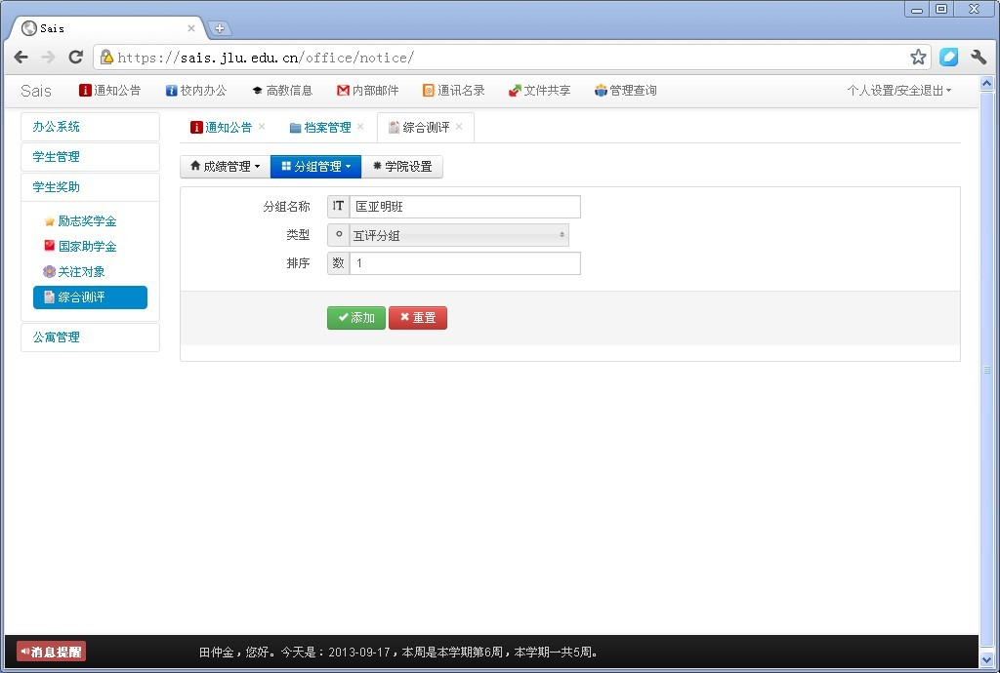 Sais
https://sais.jlu.edu.cn/office/notice/
Sais 通知公告 校内办公 高教信息 内部邮件 通讯名录 文件共享 管理查询 个人设置/安全退出
办公系统
学生管理
学生奖助
励志奖学金
国家助学金
关注对象
综合测评
公寓管理
通知公告 × 档案管理 × 综合测评 ×
成绩管理 分组管理 学院设置
分组名称 IT 匡亚明班
类型 互评分组
排序 数 1
添加 重置
消息提醒 田仲金，您好。今天是：2013-09-17，本周是本学期第6周，本学期一共5周。